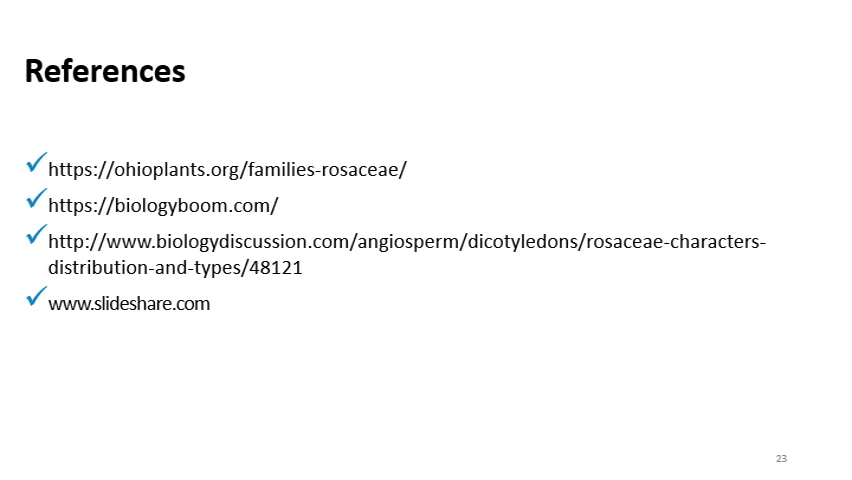 References
https://ohioplants.org/families-rosaceae/
https://biologyboom.com/
http://www.biologydiscussion.com/angiosperm/dicotyledons/rosaceae-characters-
distribution-and-types/48121
www.slideshare.com
23